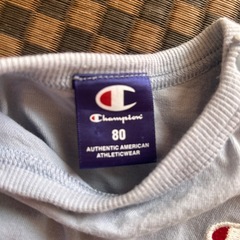 Champion
80
AUTHENTIC AMERICAN
ATHLETICWEAR